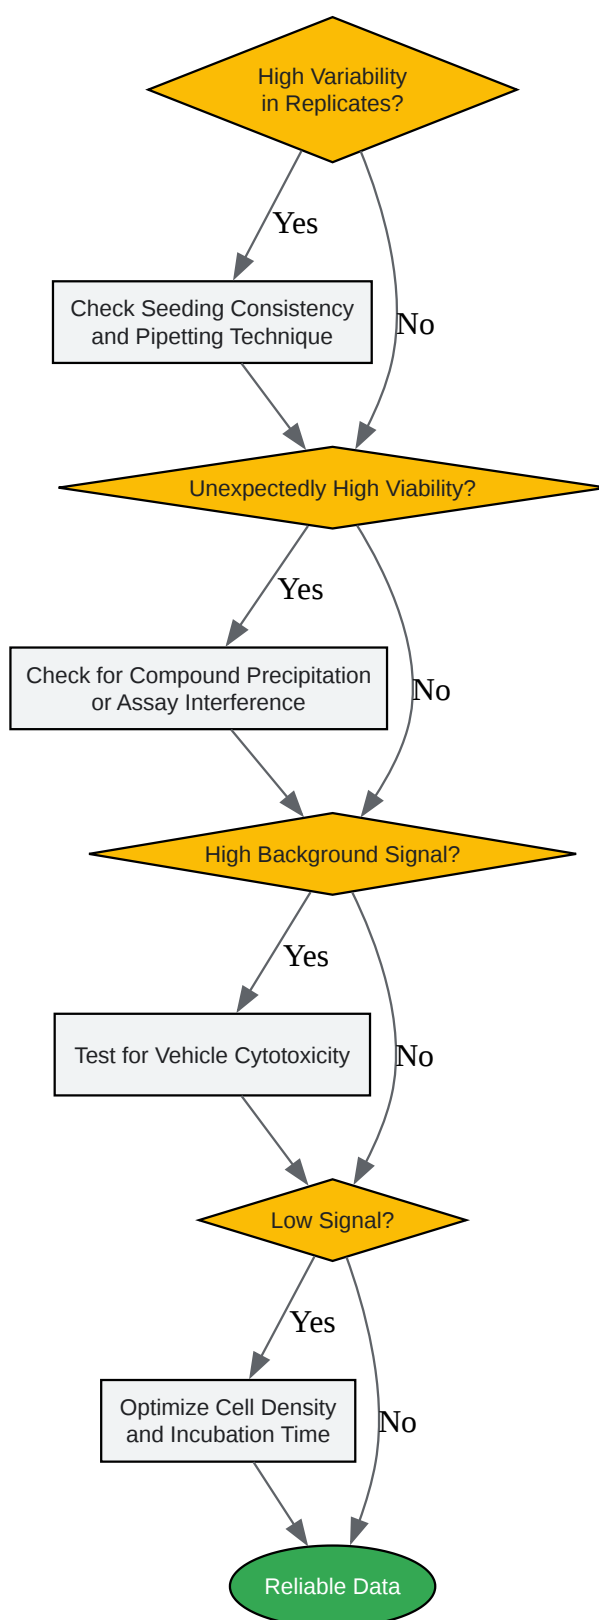 High Variability
in Replicates?
Yes
Check Seeding Consistency
and Pipetting Technique
No
Unexpectedly High Viability?
Yes
Check for Compound Precipitation
or Assay Interference
No
High Background Signal?
Yes
Test for Vehicle Cytotoxicity
No
Low Signal?
Yes
Optimize Cell Density
and Incubation Time
No
Reliable Data